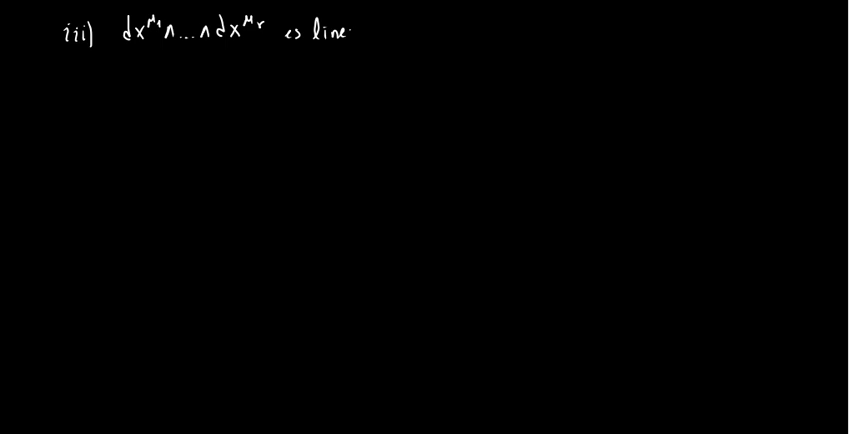 iii) dx^μ₁ ∧ ... ∧ dx^μᵣ es line